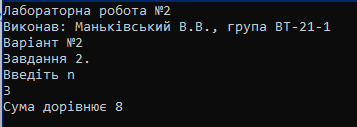 Лабораторна робота №2
Виконав: Маньківський В.В., група ВТ-21-1
Варіант №2
Завдання 2.
Введіть n
3
Сума дорівнює 8